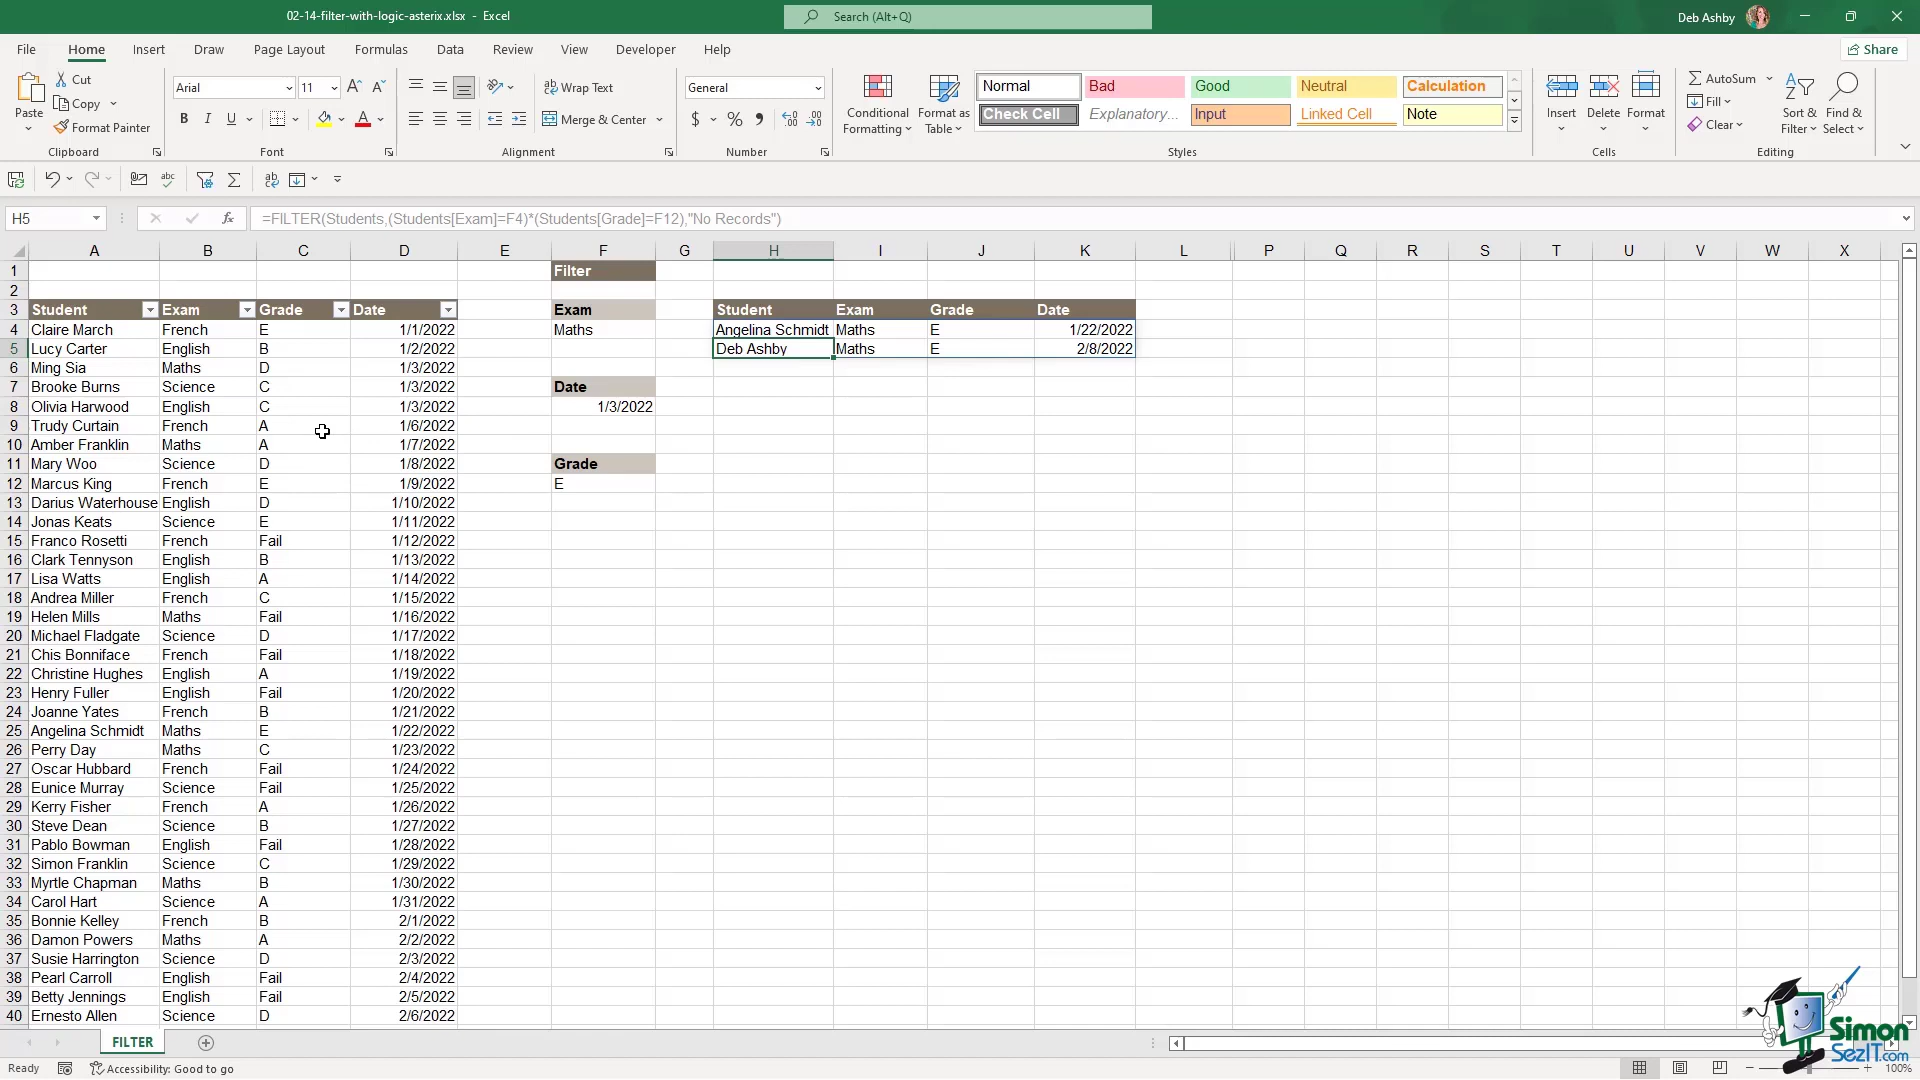 02-14-filter-with-logic-asterix.xlsx - Excel
Search (Alt+Q)
Deb Ashby
File Home Insert Draw Page Layout Formulas Data Review View Developer Help
Share
Paste
Cut
Copy
Format Painter
Clipboard
Arial 11
B I U
Font
Wrap Text
Merge & Center
Alignment
General
$ % 9
Number
Conditional Formatting
Format as Table
Normal Bad Good Neutral Calculation
Check Cell Explanatory... Input Linked Cell Note
Styles
Insert Delete Format
Cells
AutoSum
Fill
Clear
Sort & Filter
Find & Select
Editing
H5 fx =FILTER(Students,(Students[Exam]=F4)*(Students[Grade]=F12),"No Records")
A B C D E F G H I J K L P Q R S T U V W X
1 Filter
2
3 Student Exam Grade Date Exam Student Exam Grade Date
4 Claire March French E 1/1/2022 Maths Angelina Schmidt Maths E 1/22/2022
5 Lucy Carter English B 1/2/2022 Deb Ashby Maths E 2/8/2022
6 Ming Sia Maths D 1/3/2022
7 Brooke Burns Science C 1/3/2022 Date
8 Olivia Harwood English C 1/3/2022 1/3/2022
9 Trudy Curtain French A 1/6/2022
10 Amber Franklin Maths A 1/7/2022
11 Mary Woo Science D 1/8/2022 Grade
12 Marcus King French E 1/9/2022 E
13 Darius Waterhouse English D 1/10/2022
14 Jonas Keats Science E 1/11/2022
15 Franco Rosetti French Fail 1/12/2022
16 Clark Tennyson English B 1/13/2022
17 Lisa Watts English A 1/14/2022
18 Andrea Miller French C 1/15/2022
19 Helen Mills Maths Fail 1/16/2022
20 Michael Fladgate Science D 1/17/2022
21 Chis Bonniface French Fail 1/18/2022
22 Christine Hughes English A 1/19/2022
23 Henry Fuller English Fail 1/20/2022
24 Joanne Yates French B 1/21/2022
25 Angelina Schmidt Maths E 1/22/2022
26 Perry Day Maths C 1/23/2022
27 Oscar Hubbard French Fail 1/24/2022
28 Eunice Murray Science Fail 1/25/2022
29 Kerry Fisher French A 1/26/2022
30 Steve Dean Science B 1/27/2022
31 Pablo Bowman English Fail 1/28/2022
32 Simon Franklin Science C 1/29/2022
33 Myrtle Chapman Maths B 1/30/2022
34 Carol Hart Science A 1/31/2022
35 Bonnie Kelley French B 2/1/2022
36 Damon Powers Maths A 2/2/2022
37 Susie Harrington Science D 2/3/2022
38 Pearl Carroll English Fail 2/4/2022
39 Betty Jennings English Fail 2/5/2022
40 Ernesto Allen Science D 2/6/2022
FILTER
Simon
SezIT.com
Ready Accessibility: Good to go 100%